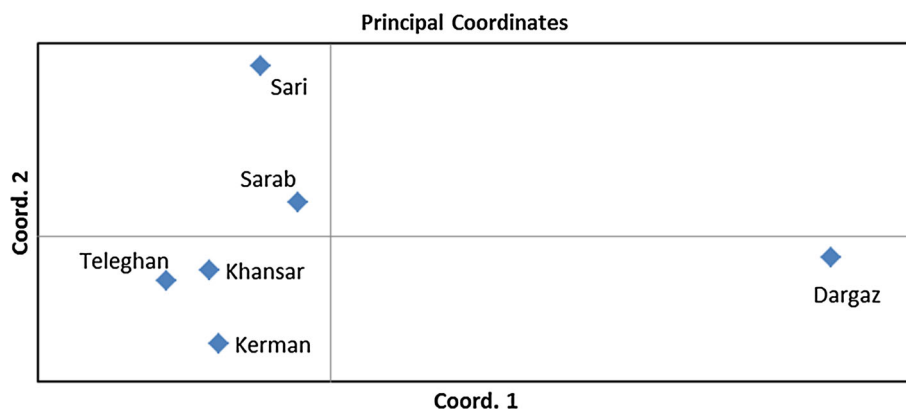 Principal Coordinates
Sari
Sarab
Coord. 2
Teleghan
Khansar
Dargaz
Kerman
Coord. 1